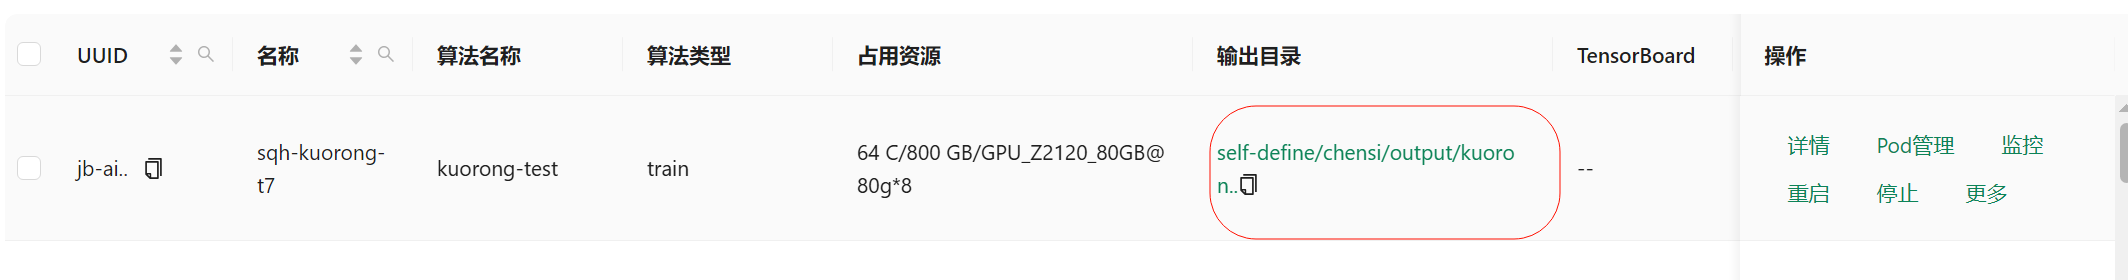 UUID 名称 算法名称 算法类型 占用资源 输出目录 TensorBoard 操作
jb-ai.. sqh-kuorong- kuorong-test train 64 C/800 GB/GPU_Z2120_80GB@ self-define/chensi/output/kuoro -- 详情 Pod管理 监控
t7 80g*8 n.. 重启 停止 更多